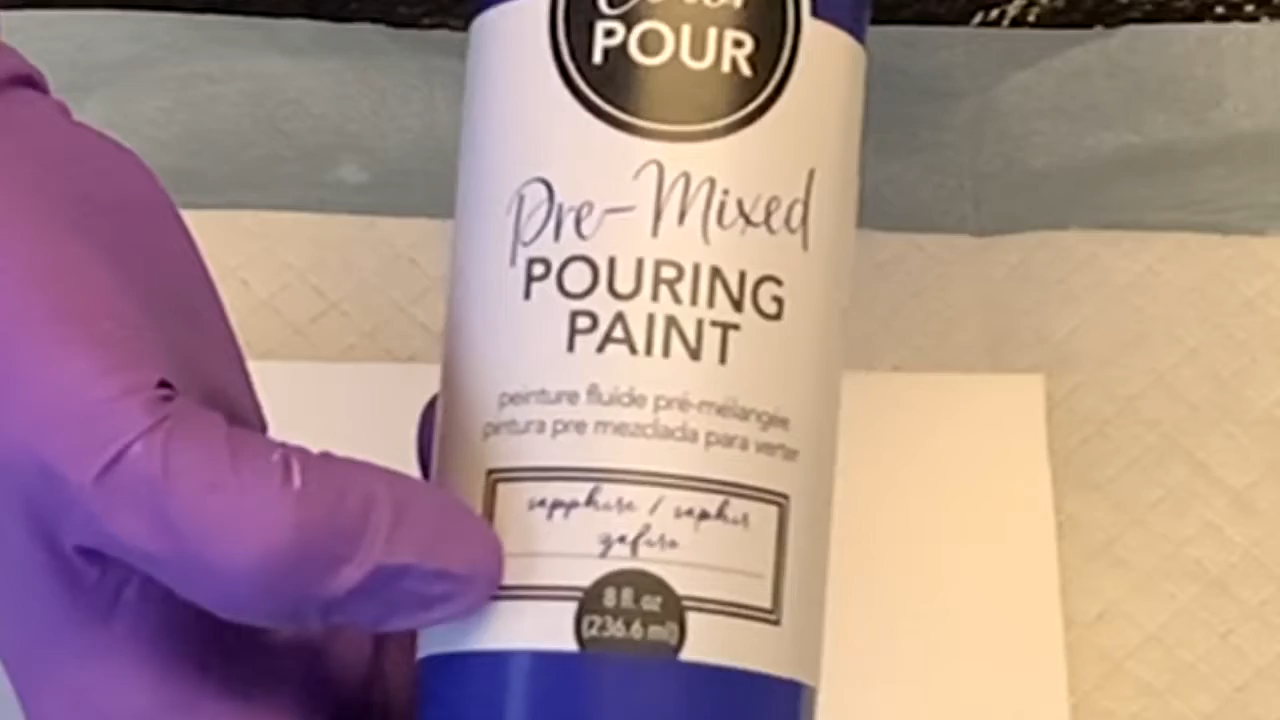 POUR
Pre-Mixed
POURING
PAINT
peinture fluide pré-mélangée
pintura pre mezclada para verter
sapphire / saphir
zafiro
8 fl. oz
(236.6 ml)